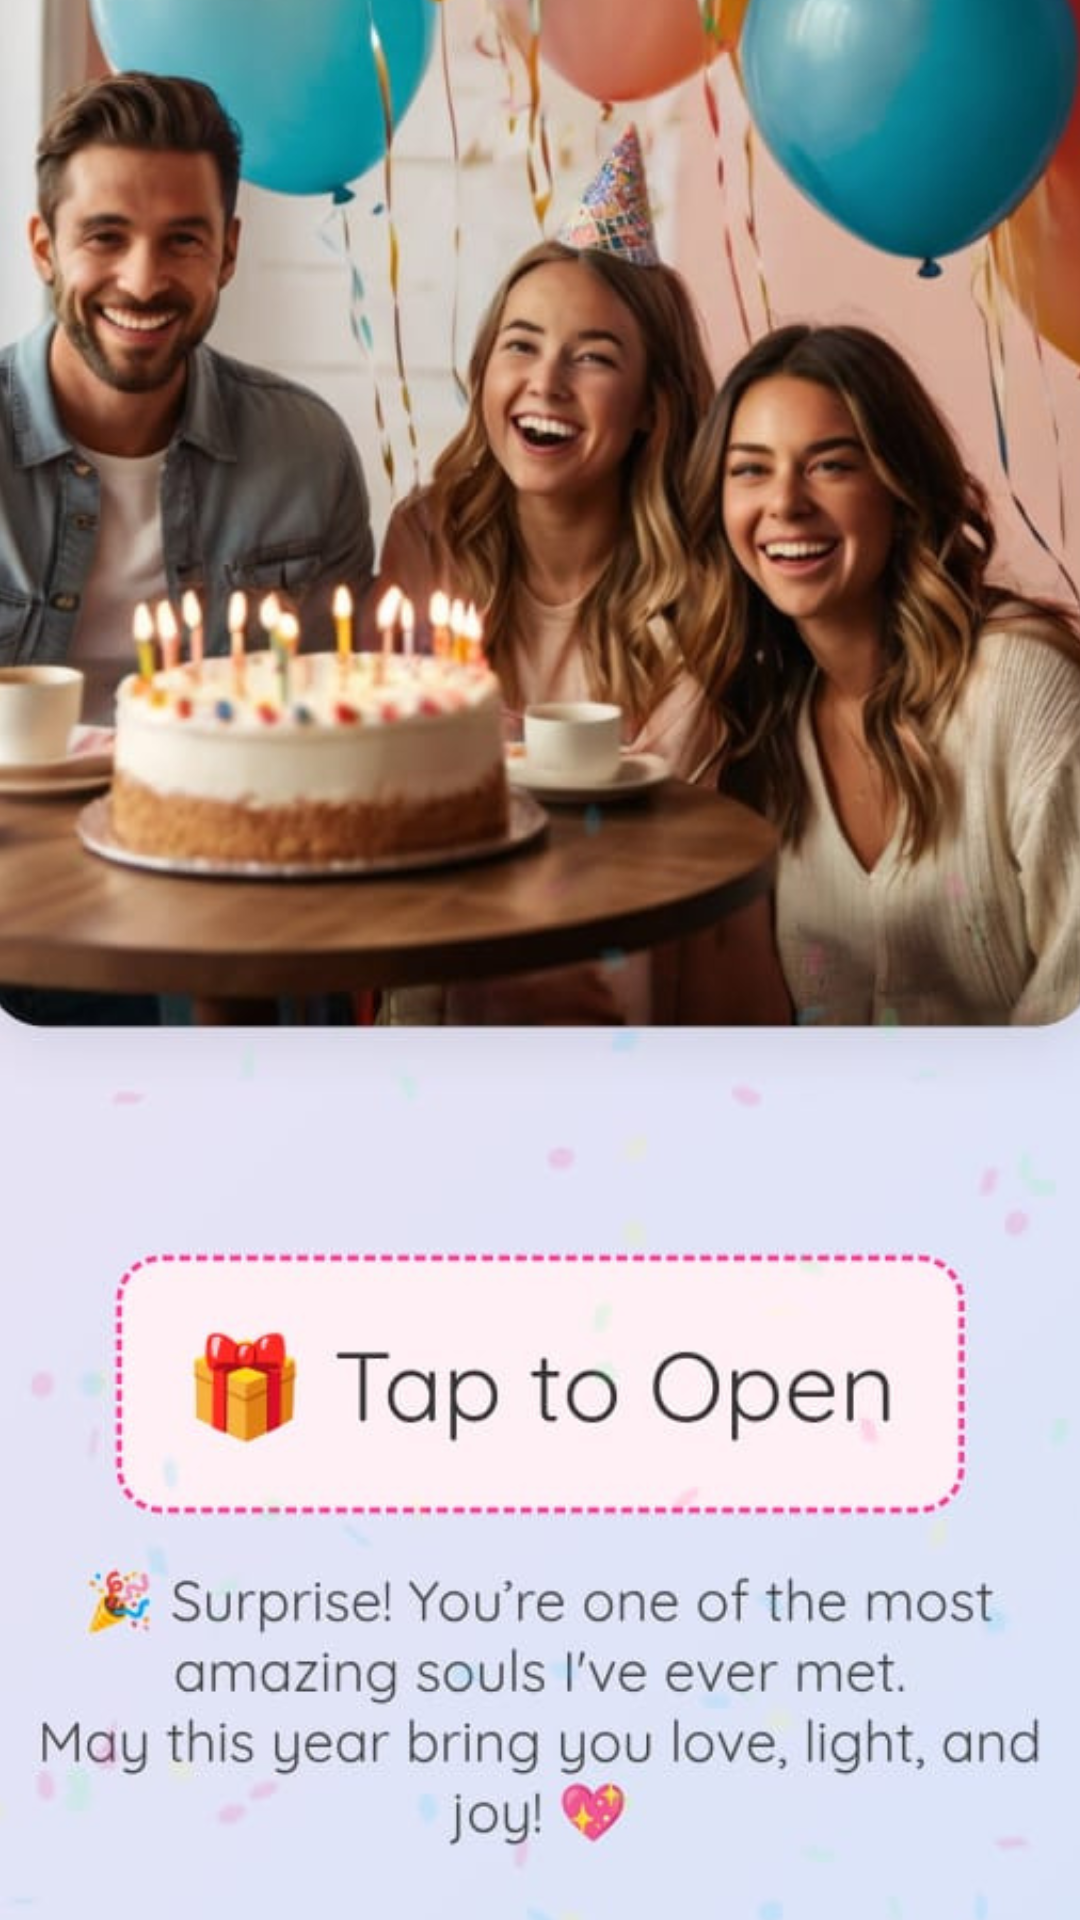 🎁 Tap to Open
🎉 Surprise! You’re one of the most
amazing souls I've ever met.
May this year bring you love, light, and
joy! 💖